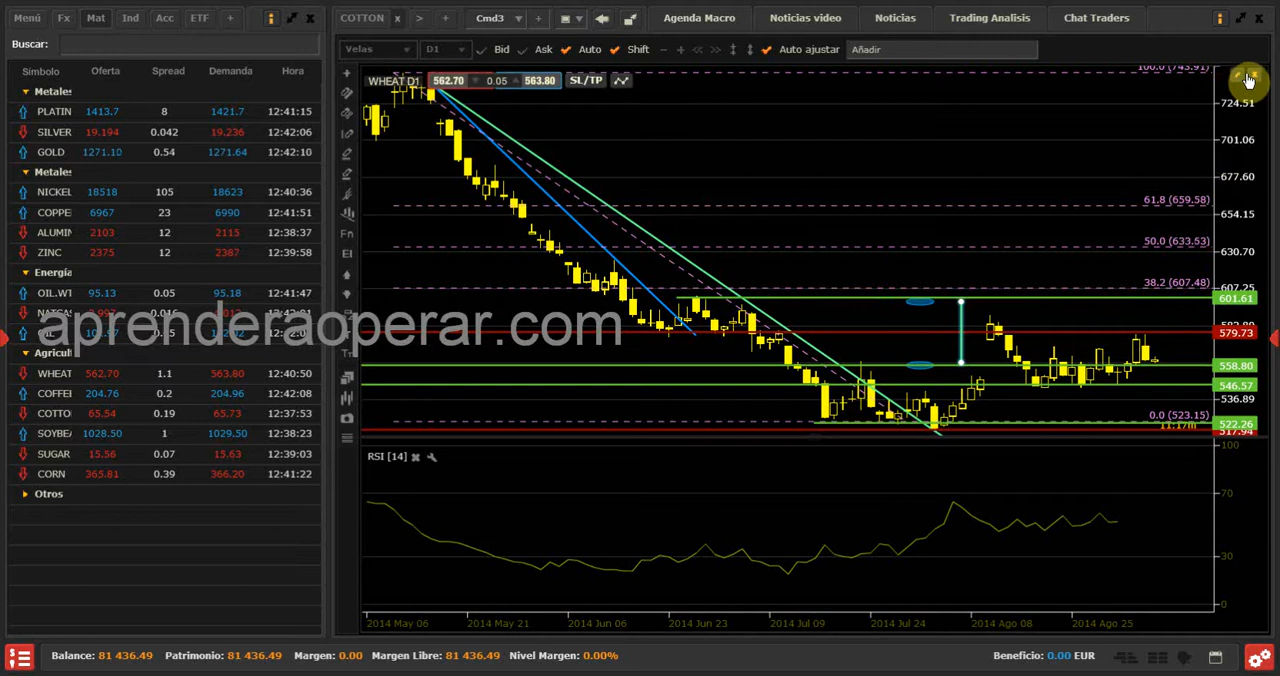 Menú Fx Mat Ind Acc ETF +
COTTON x > + Cmd3 + Agenda Macro Noticias video Noticias Trading Analisis Chat Traders
Buscar:
Velas D1 Bid Ask Auto Shift Auto ajustar Añadir
Símbolo Oferta Spread Demanda Hora
Metales
PLATIN 1413.7 8 1421.7 12:41:15
SILVER 19.194 0.042 19.236 12:42:06
GOLD 1271.10 0.54 1271.64 12:42:10
Metales
NICKEL 18518 105 18623 12:40:36
COPPE 6967 23 6990 12:41:51
ALUMIN 2103 12 2115 12:38:37
ZINC 2375 12 2387 12:39:58
Energía
OIL.WT 95.13 0.05 95.18 12:41:47
aprenderaoperar.com
Agricul
WHEAT 562.70 1.1 563.80 12:40:50
COFFEE 204.76 0.2 204.96 12:42:08
COTTO 65.54 0.19 65.73 12:37:53
SOYBE 1028.50 1 1029.50 12:38:23
SUGAR 15.56 0.07 15.63 12:39:03
CORN 365.81 0.39 366.20 12:41:22
Otros
WHEAT D1 562.70 0.05 563.80 SL/TP
Fn
EI
100.0 (743.91)
724.51
701.06
677.60
61.8 (659.58)
654.15
50.0 (633.53)
630.70
38.2 (607.48)
607.25
601.61
579.73
558.80
546.57
536.89
0.0 (523.15)
522.26
517.94
11:17m
RSI [14]
100
70
30
0
2014 May 06 2014 May 21 2014 Jun 06 2014 Jun 23 2014 Jul 09 2014 Jul 24 2014 Ago 08 2014 Ago 25
Balance: 81 436.49 Patrimonio: 81 436.49 Margen: 0.00 Margen Libre: 81 436.49 Nivel Margen: 0.00% Beneficio: 0.00 EUR